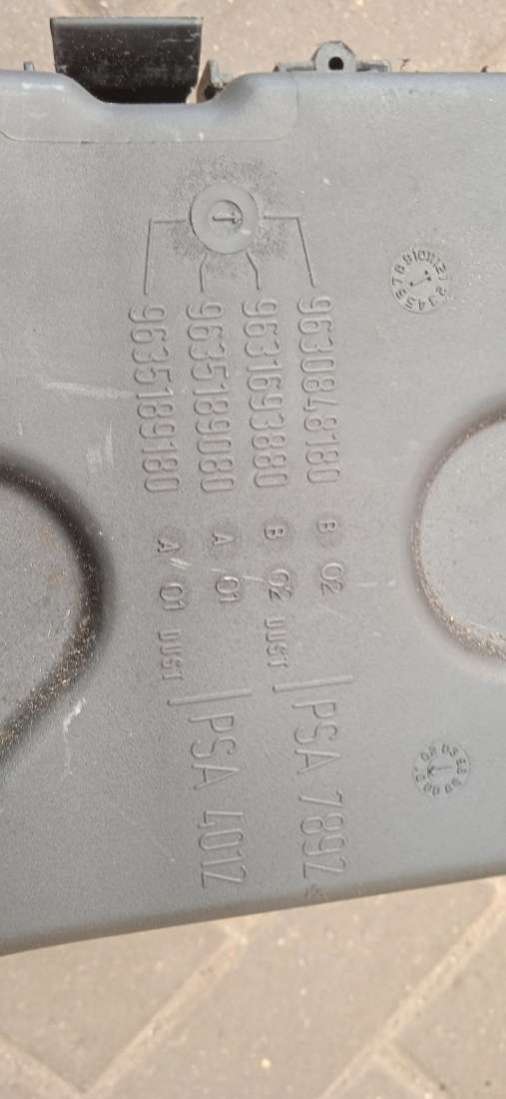 9630848180 B 02
PSA 7892
9631693880 B 02 DUST
9635189080 A 01
PSA 4012
9635189180 A 01 DUST